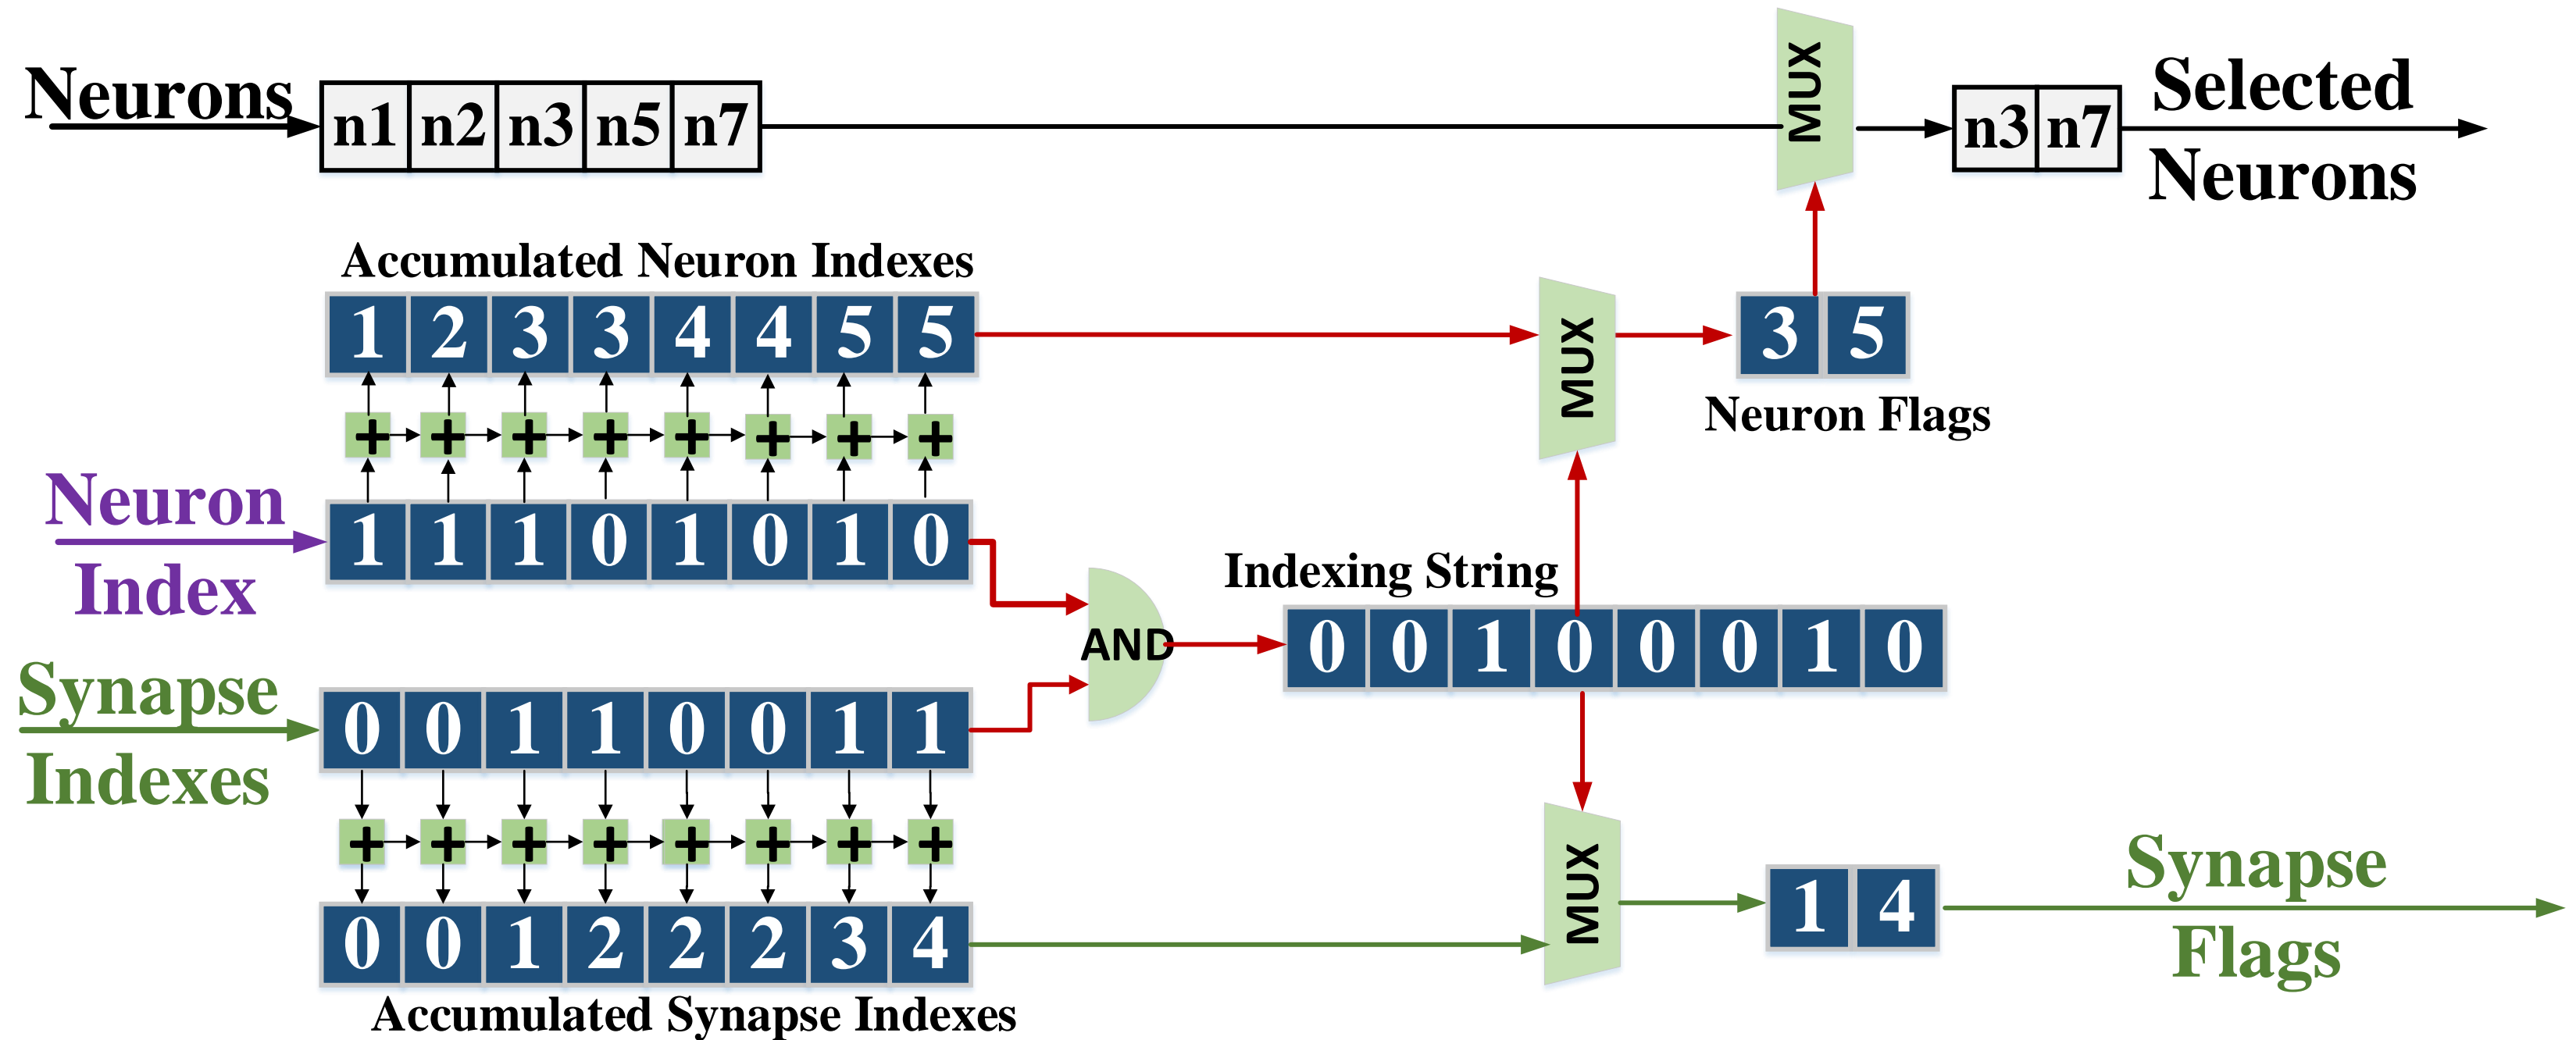 MUX
Neurons
n1 n2 n3 n5 n7
n3 n7
Selected
Neurons
Accumulated Neuron Indexes
1 2 3 3 4 4 5 5
MUX
3 5
Neuron Flags
+ + + + + + + +
Neuron
Index
1 1 1 0 1 0 1 0
Indexing String
AND
0 0 1 0 0 0 1 0
Synapse
Indexes
0 0 1 1 0 0 1 1
+ + + + + + + +
MUX
1 4
Synapse
Flags
0 0 1 2 2 2 3 4
Accumulated Synapse Indexes